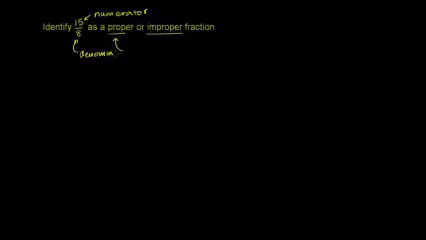 numerator
Identify 15/8 as a proper or improper fraction.
denomin